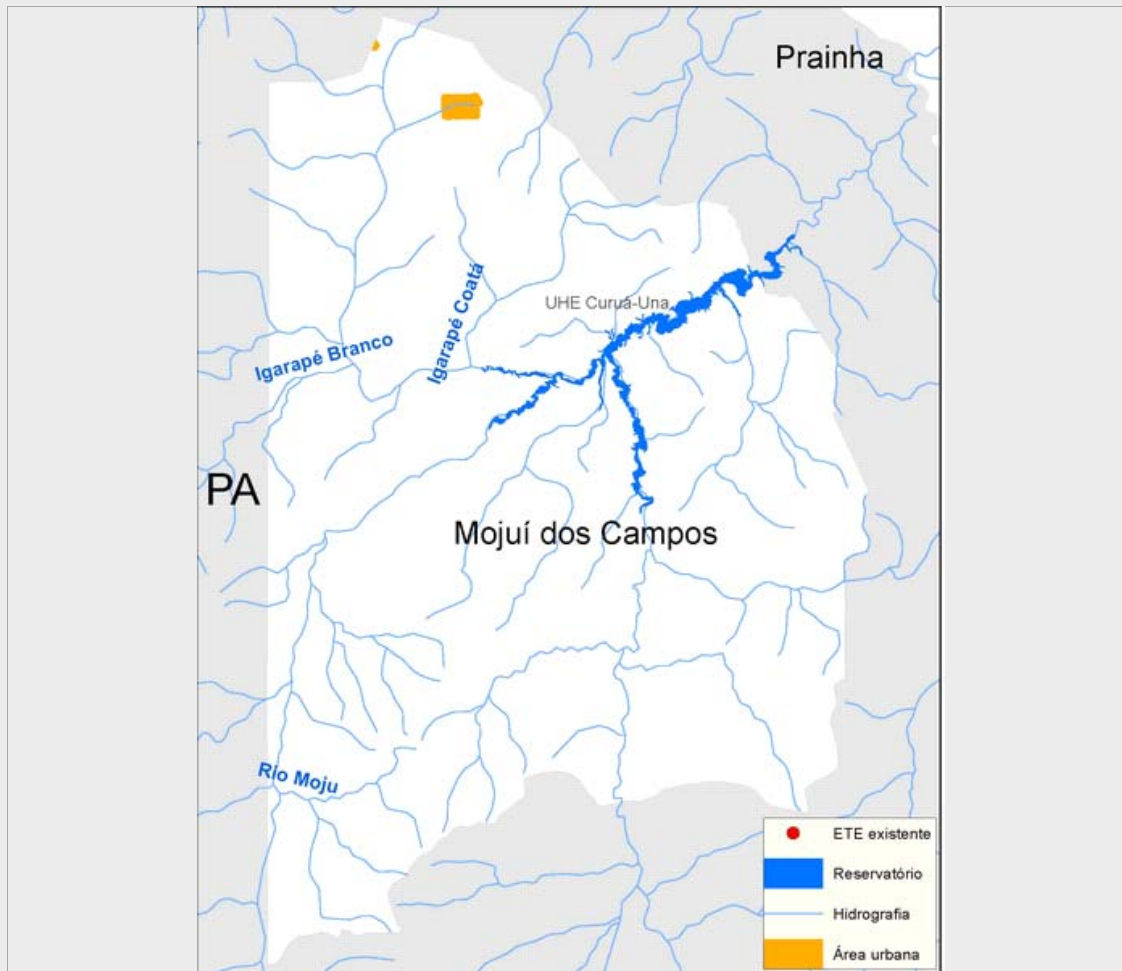 Prainha
UHE Curuá-Una
Igarapé Coatá
Igarapé Branco
PA
Mojuí dos Campos
Rio Moju
ETE existente
Reservatório
Hidrografia
Área urbana